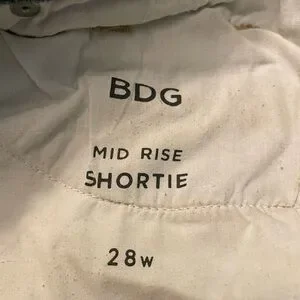 BDG
MID RISE
SHORTIE
28W